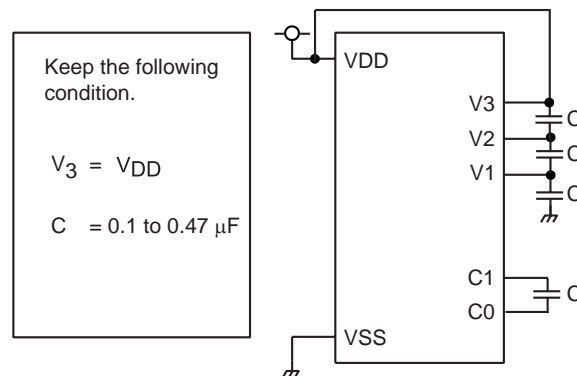 Keep the following
condition.
V3 = VDD
C = 0.1 to 0.47 μF
VDD
V3
C
V2
C
V1
C
C1
C
C0
VSS